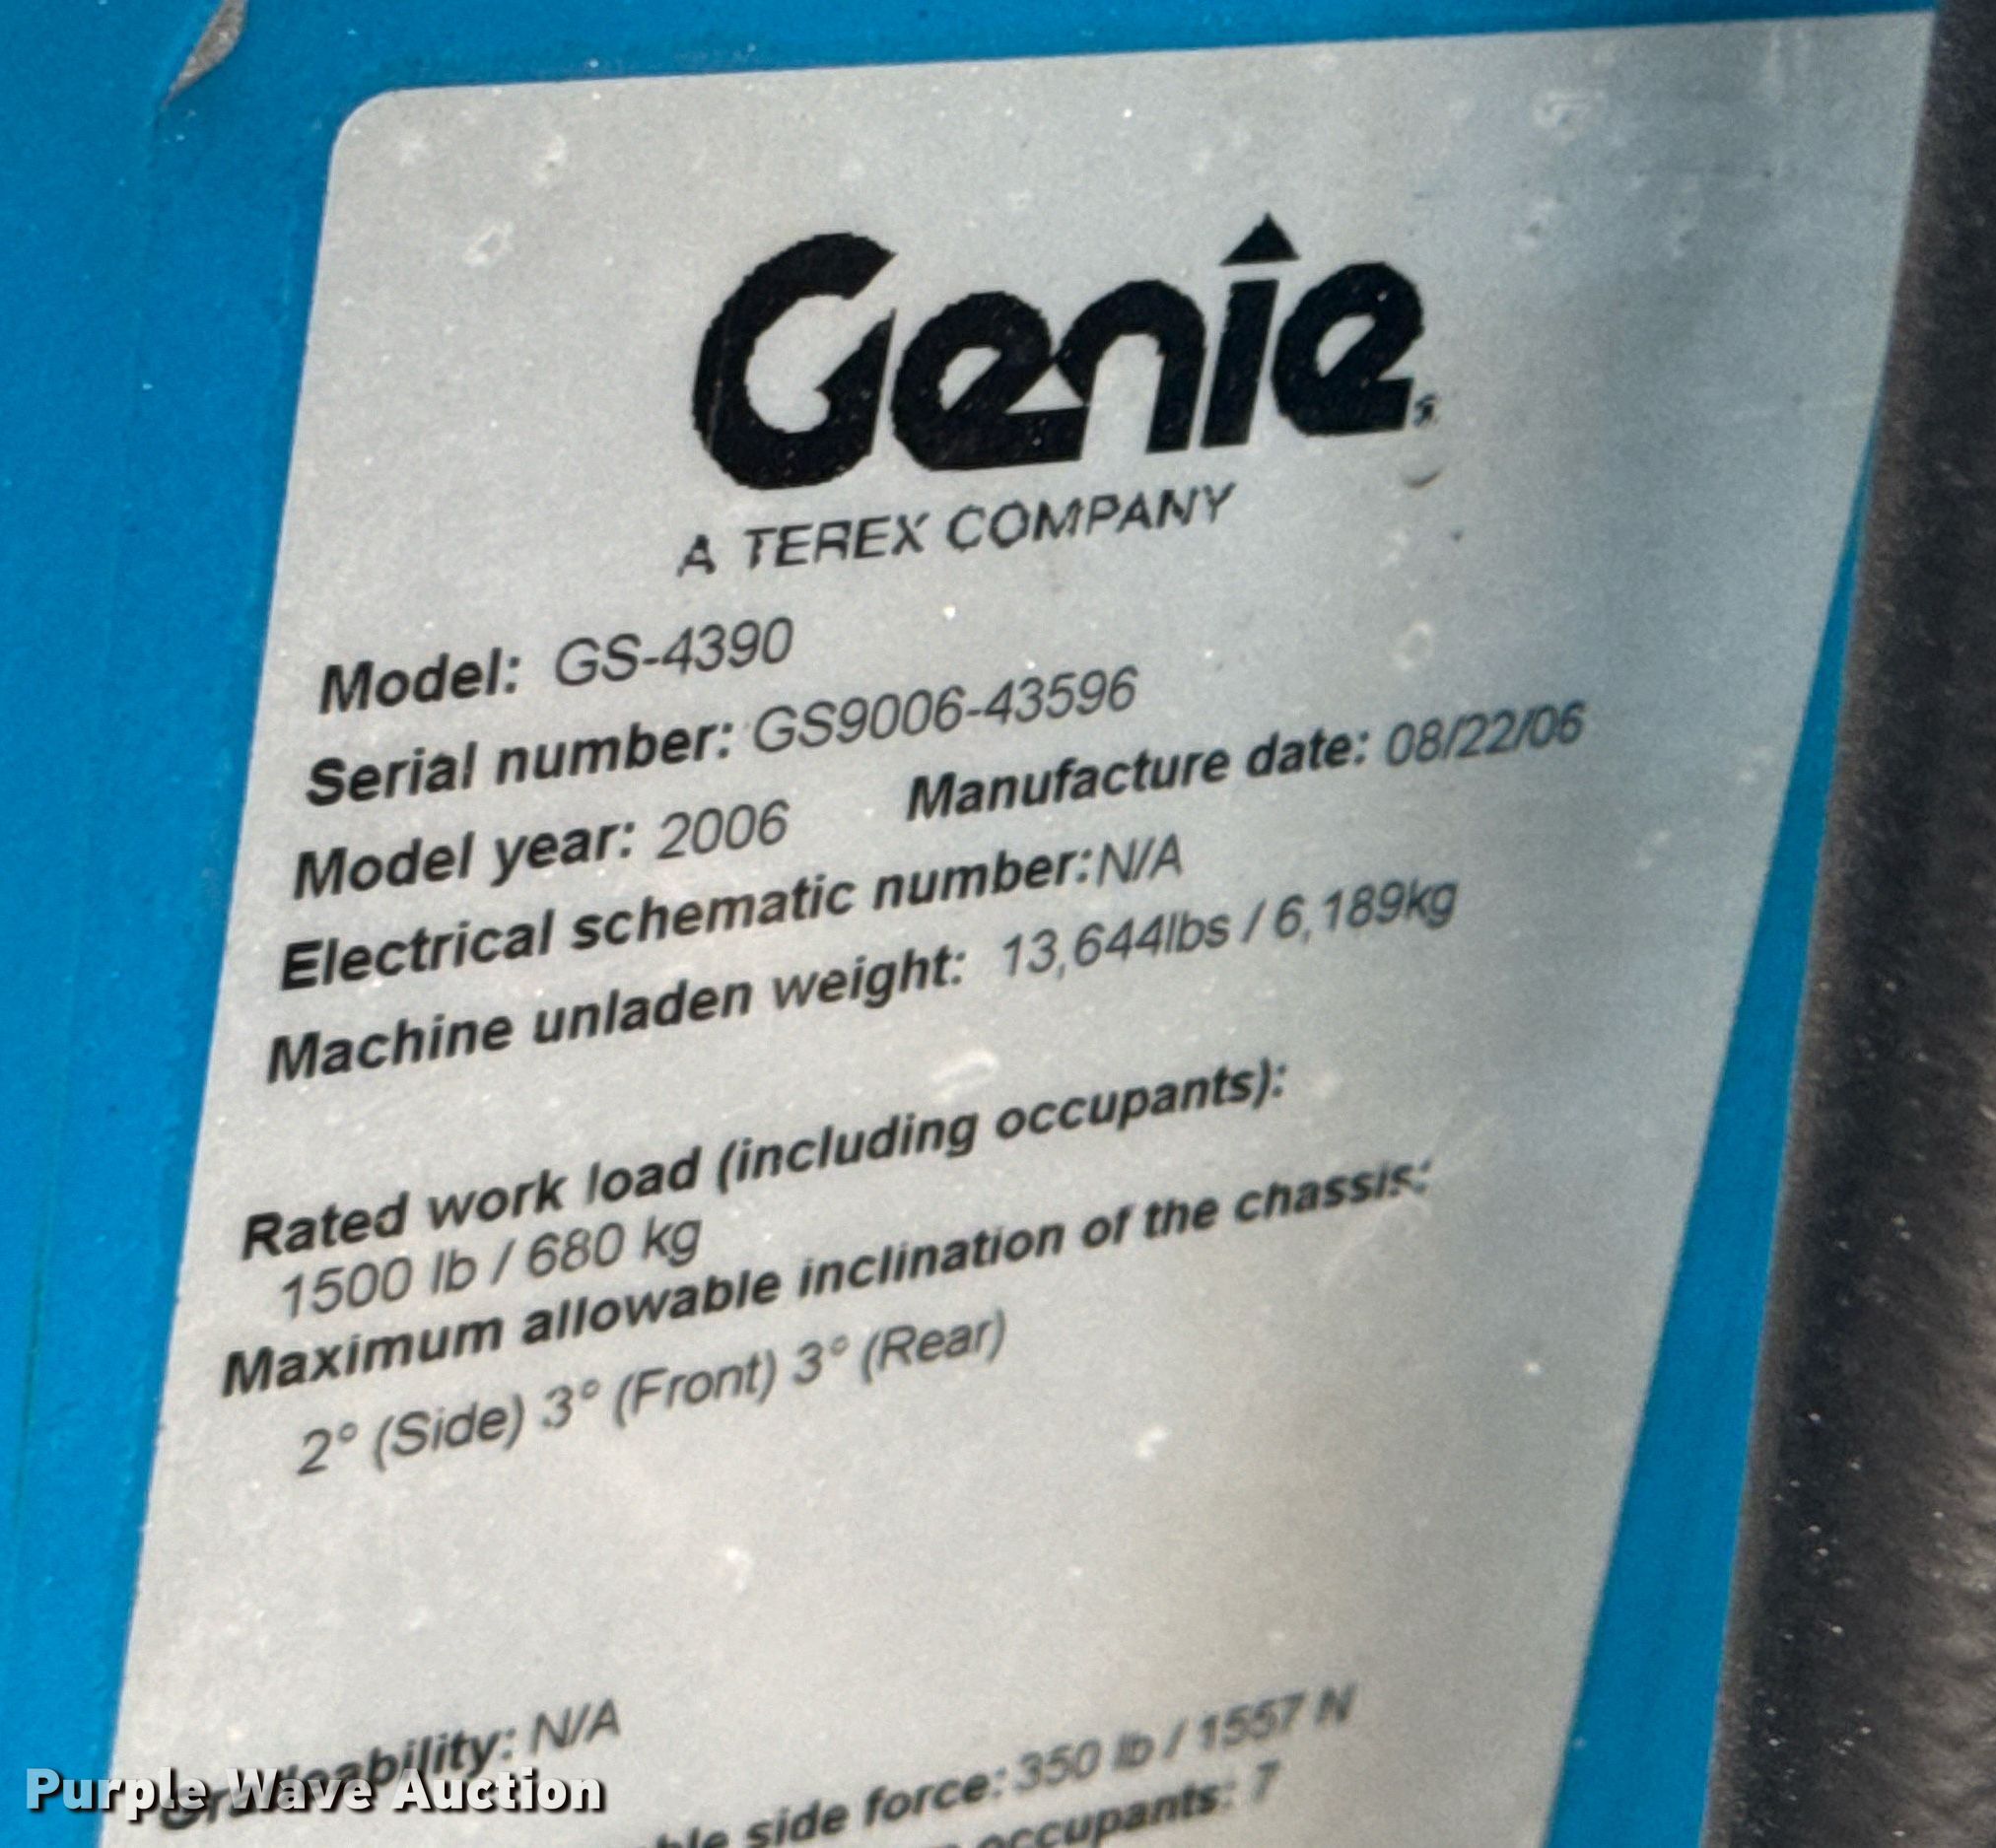 Genie
A TEREX COMPANY
Model: GS-4390
Serial number: GS9006-43596
Model year: 2006 Manufacture date: 08/22/06
Electrical schematic number:N/A
Machine unladen weight: 13,644lbs / 6,189kg
Rated work load (including occupants):
1500 lb / 680 kg
Maximum allowable inclination of the chassis:
2° (Side) 3° (Front) 3° (Rear)
Gradeability: N/A
side force: 350 lb / 1557 N
occupants: 7
Purple Wave Auction